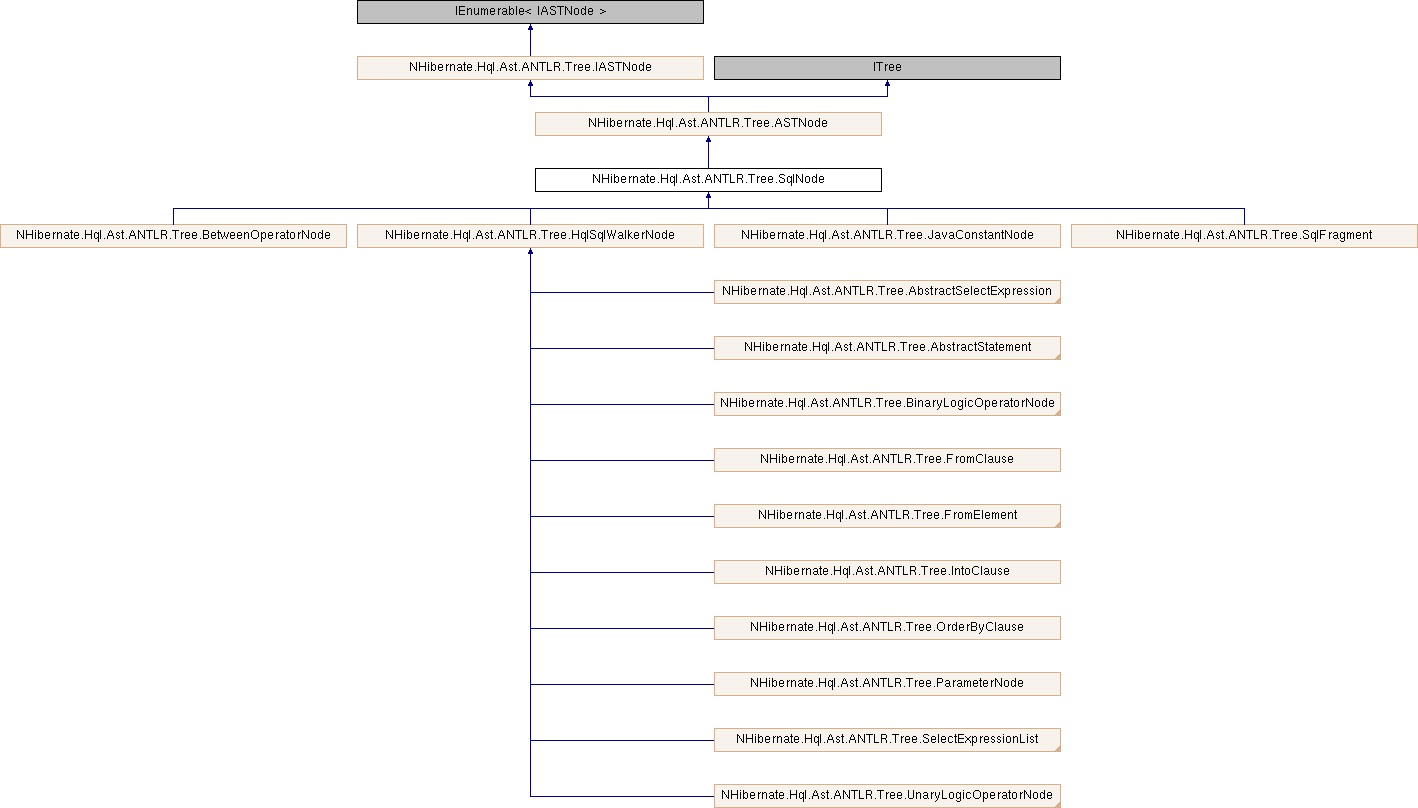 IEnumerable< IASTNode >
NHibernate.Hql.Ast.ANTLR.Tree.IASTNode
ITree
NHibernate.Hql.Ast.ANTLR.Tree.ASTNode
NHibernate.Hql.Ast.ANTLR.Tree.SqlNode
NHibernate.Hql.Ast.ANTLR.Tree.BetweenOperatorNode
NHibernate.Hql.Ast.ANTLR.Tree.HqlSqlWalkerNode
NHibernate.Hql.Ast.ANTLR.Tree.JavaConstantNode
NHibernate.Hql.Ast.ANTLR.Tree.SqlFragment
NHibernate.Hql.Ast.ANTLR.Tree.AbstractSelectExpression
NHibernate.Hql.Ast.ANTLR.Tree.AbstractStatement
NHibernate.Hql.Ast.ANTLR.Tree.BinaryLogicOperatorNode
NHibernate.Hql.Ast.ANTLR.Tree.FromClause
NHibernate.Hql.Ast.ANTLR.Tree.FromElement
NHibernate.Hql.Ast.ANTLR.Tree.IntoClause
NHibernate.Hql.Ast.ANTLR.Tree.OrderByClause
NHibernate.Hql.Ast.ANTLR.Tree.ParameterNode
NHibernate.Hql.Ast.ANTLR.Tree.SelectExpressionList
NHibernate.Hql.Ast.ANTLR.Tree.UnaryLogicOperatorNode